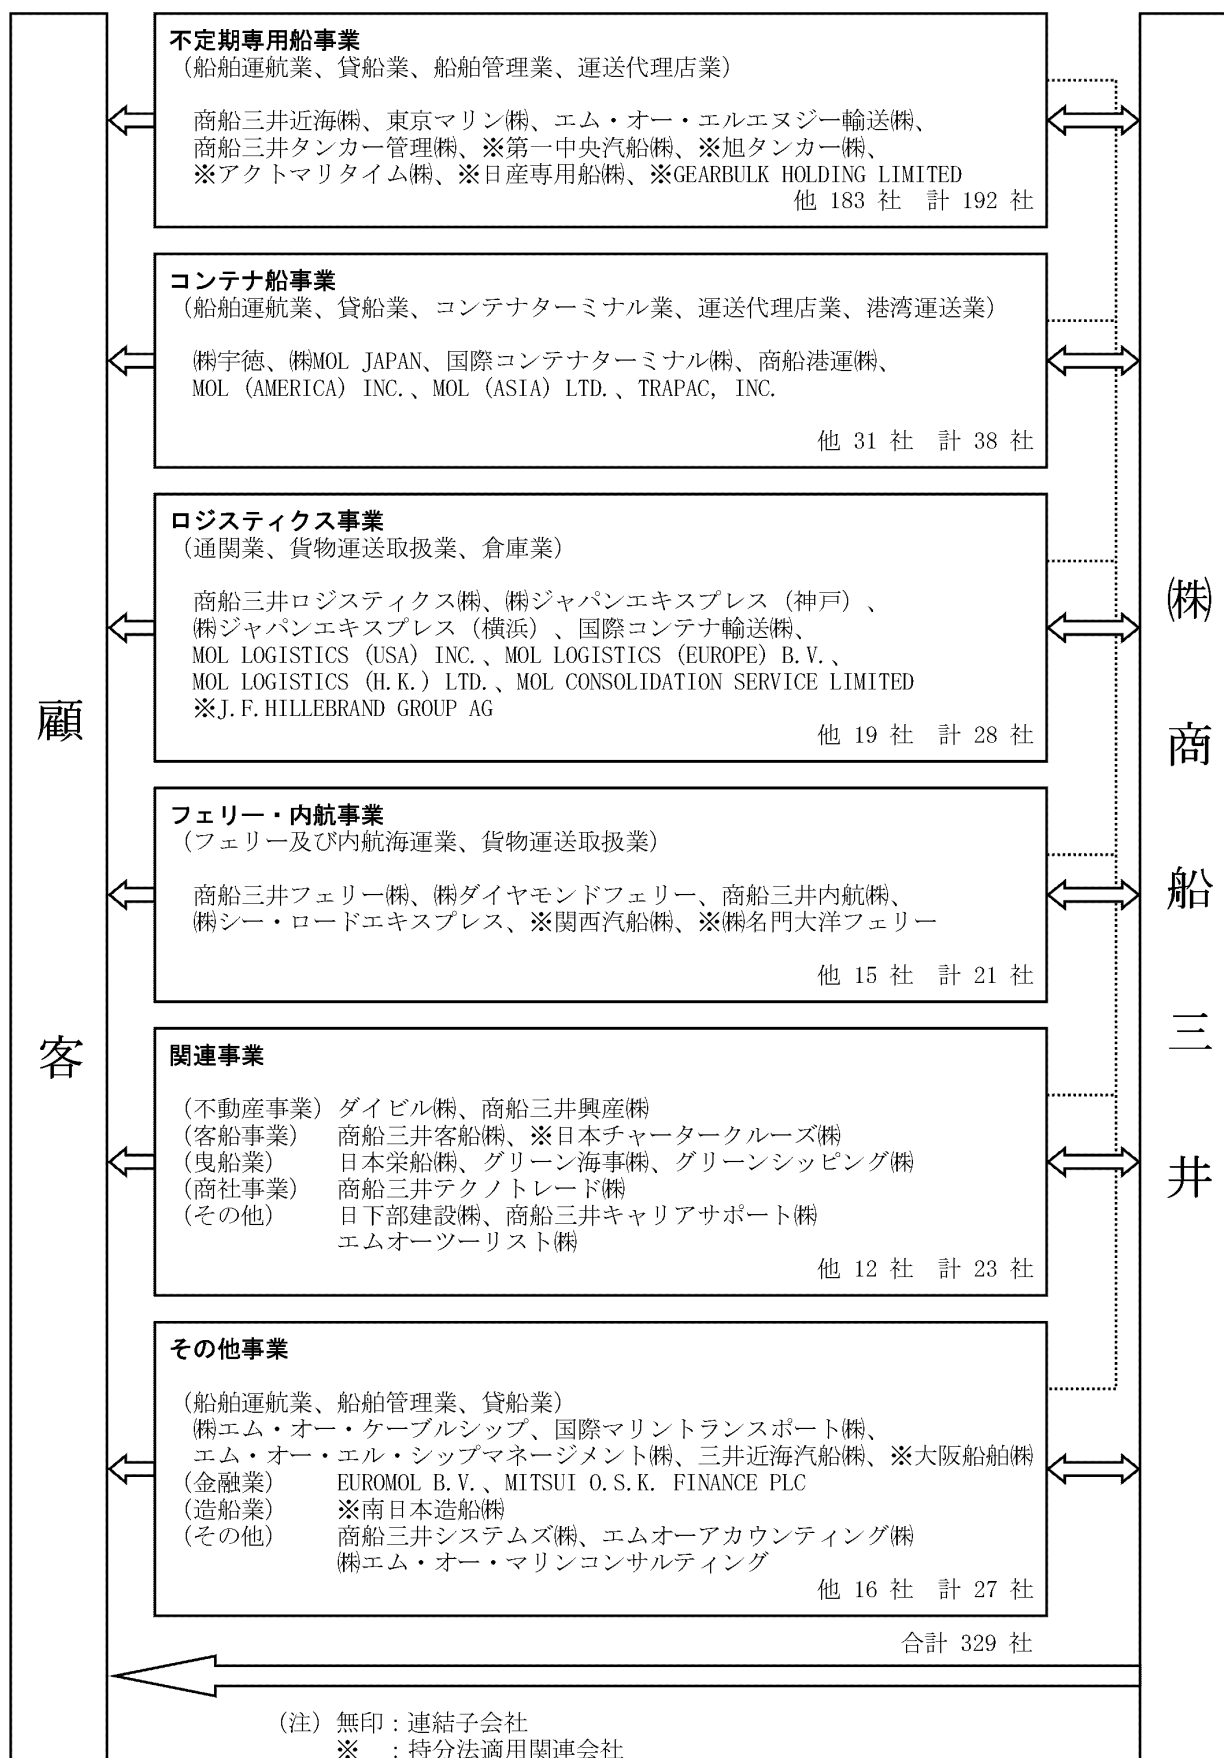 不定期専用船事業
（船舶運航業、貸船業、船舶管理業、運送代理店業）
商船三井近海㈱、東京マリン㈱、エム・オー・エルエヌジー輸送㈱、
商船三井タンカー管理㈱、※第一中央汽船㈱、※旭タンカー㈱、
※アクトマリタイム㈱、※日産専用船㈱、※GEARBULK HOLDING LIMITED
他 183 社　計 192 社
コンテナ船事業
（船舶運航業、貸船業、コンテナターミナル業、運送代理店業、港湾運送業）
㈱宇徳、㈱MOL JAPAN、国際コンテナターミナル㈱、商船港運㈱、
MOL (AMERICA) INC.、MOL (ASIA) LTD.、TRAPAC, INC.
他 31 社　計 38 社
ロジスティクス事業
（通関業、貨物運送取扱業、倉庫業）
商船三井ロジスティクス㈱、㈱ジャパンエキスプレス（神戸）、
㈱ジャパンエキスプレス（横浜）、国際コンテナ輸送㈱、
MOL LOGISTICS (USA) INC.、MOL LOGISTICS (EUROPE) B.V.、
MOL LOGISTICS (H.K.) LTD.、MOL CONSOLIDATION SERVICE LIMITED
※J.F.HILLEBRAND GROUP AG
他 19 社　計 28 社
フェリー・内航事業
（フェリー及び内航海運業、貨物運送取扱業）
商船三井フェリー㈱、㈱ダイヤモンドフェリー、商船三井内航㈱、
㈱シー・ロードエキスプレス、※関西汽船㈱、※㈱名門大洋フェリー
他 15 社　計 21 社
関連事業
（不動産事業）ダイビル㈱、商船三井興産㈱
（客船事業）　商船三井客船㈱、※日本チャータークルーズ㈱
（曳船業）　日本栄船㈱、グリーン海事㈱、グリーンシッピング㈱
（商社事業）　商船三井テクノトレード㈱
（その他）　日下部建設㈱、商船三井キャリアサポート㈱
エムオーツーリスト㈱
他 12 社　計 23 社
その他事業
（船舶運航業、船舶管理業、貸船業）
㈱エム・オー・ケーブルシップ、国際マリントランスポート㈱、
エム・オー・エル・シップマネージメント㈱、三井近海汽船㈱、※大阪船舶㈱
（金融業）　EUROMOL B.V.、MITSUI O.S.K. FINANCE PLC
（造船業）　※南日本造船㈱
（その他）　商船三井システムズ㈱、エムオーアカウンティング㈱
㈱エム・オー・マリンコンサルティング
他 16 社　計 27 社
合計 329 社
顧客
㈱商船三井
（注）無印：連結子会社
※　：持分法適用関連会社